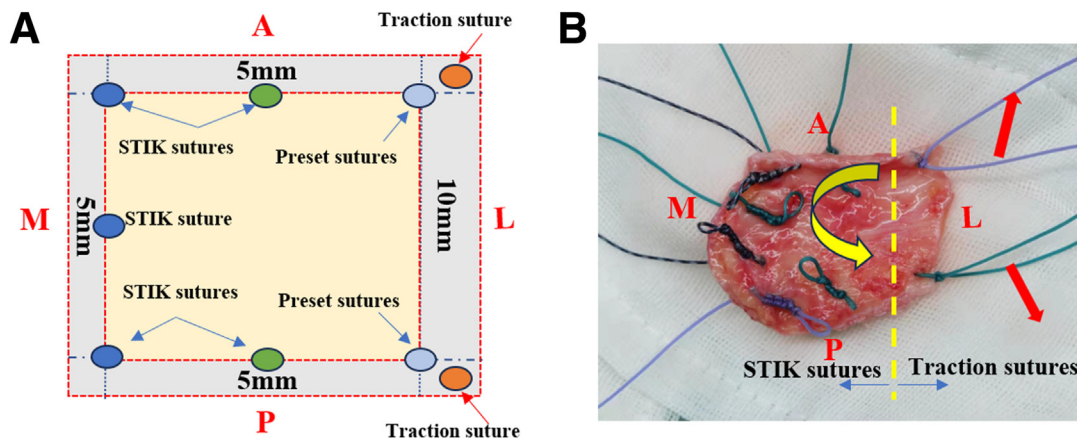 A
Traction suture
A
5mm
STIK sutures
Preset sutures
M
5mm
STIK suture
10mm
L
STIK sutures
Preset sutures
5mm
P
Traction suture
B
A
M
L
P
STIK sutures
Traction sutures